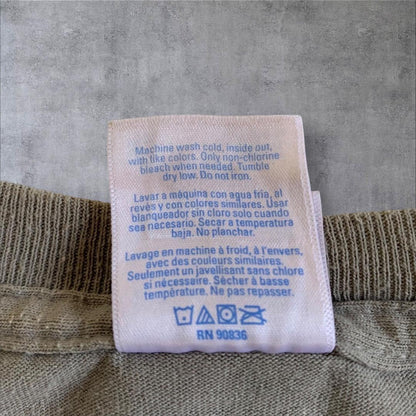 Machine wash cold, inside out,
with like colors. Only non-chlorine
bleach when needed. Tumble
dry low. Do not iron.
Lavar a máquina con agua fria, al
revés y con colores similares. Usar
blanqueador sin cloro solo cuando
sea necesario. Secar a temperatura
baja. No planchar.
Lavage en machine à froid, à l'envers,
avec des couleurs similaires.
Seulement un javellisant sans chlore
si nécessaire. Sécher à basse
température. Ne pas repasser.
RN 90836